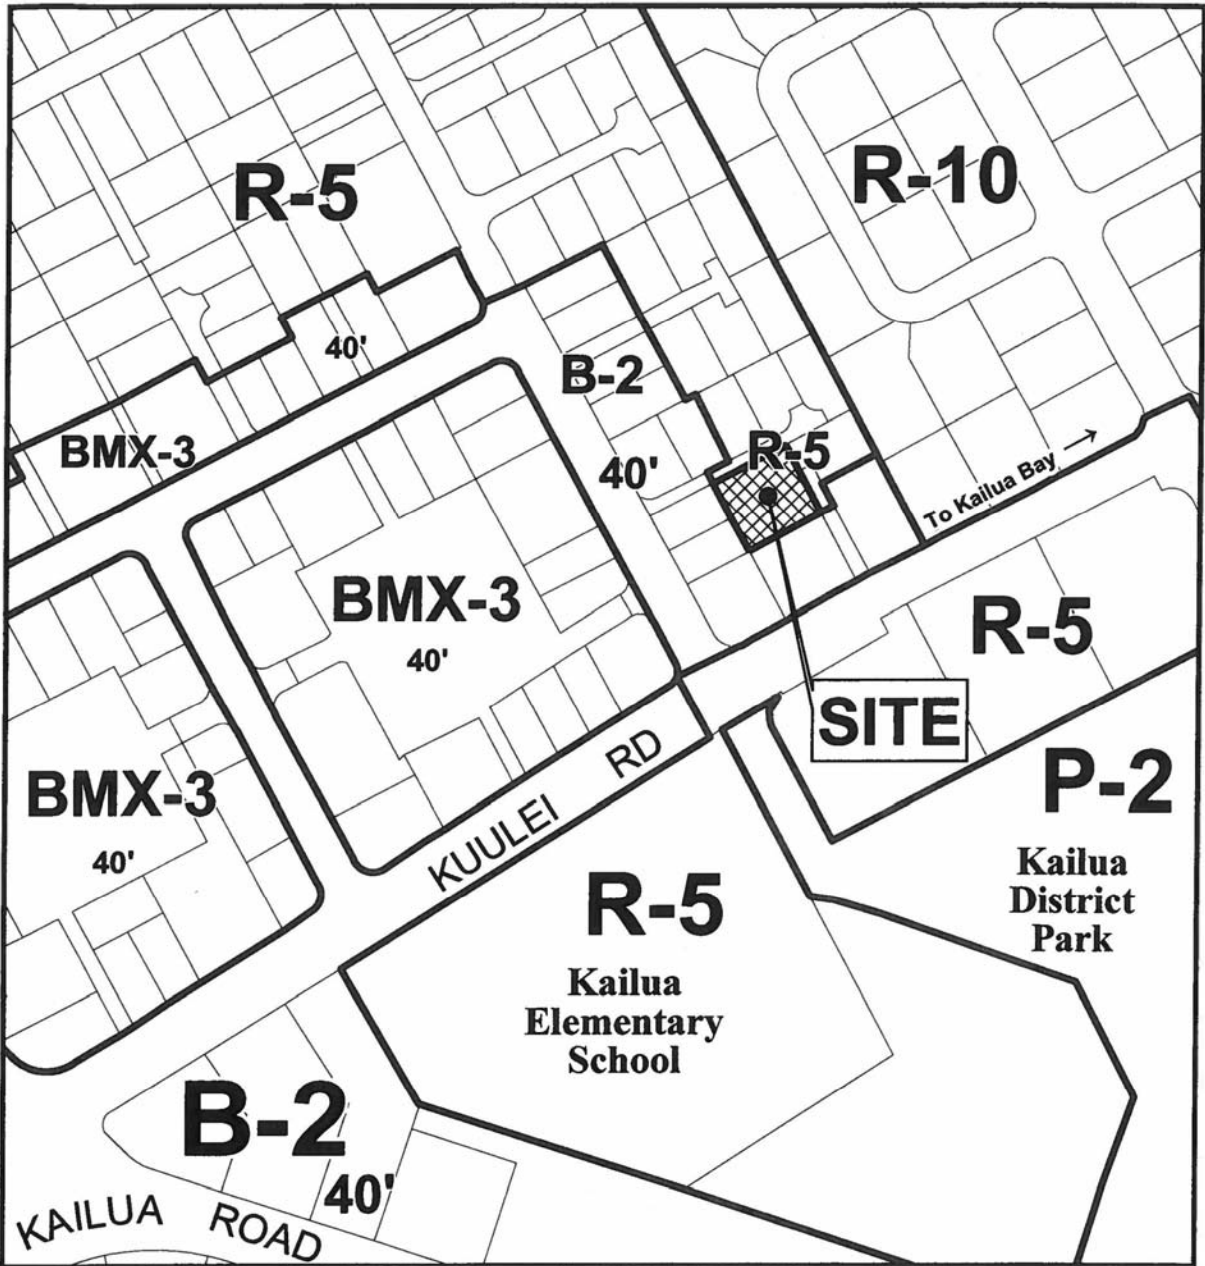 R-5
R-10
40'
B-2
BMX-3
R-5
40'
To Kailua Bay
BMX-3
40'
R-5
SITE
RD
P-2
BMX-3
40'
KUULEI
Kailua
District
Park
R-5
Kailua
Elementary
School
B-2
40'
KAILUA ROAD